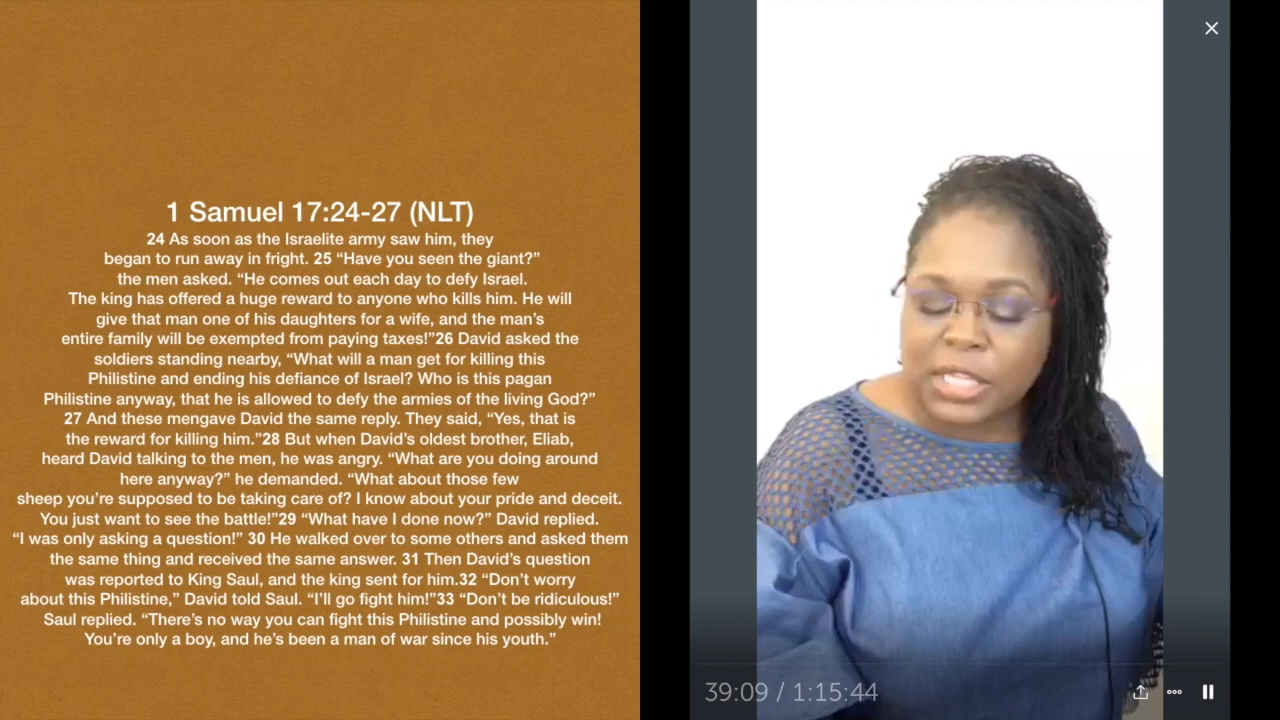 1 Samuel 17:24-27 (NLT)
24 As soon as the Israelite army saw him, they
began to run away in fright. 25 “Have you seen the giant?”
the men asked. “He comes out each day to defy Israel.
The king has offered a huge reward to anyone who kills him. He will
give that man one of his daughters for a wife, and the man’s
entire family will be exempted from paying taxes!”26 David asked the
soldiers standing nearby, “What will a man get for killing this
Philistine and ending his defiance of Israel? Who is this pagan
Philistine anyway, that he is allowed to defy the armies of the living God?”
27 And these mengave David the same reply. They said, “Yes, that is
the reward for killing him.”28 But when David’s oldest brother, Eliab,
heard David talking to the men, he was angry. “What are you doing around
here anyway?” he demanded. “What about those few
sheep you’re supposed to be taking care of? I know about your pride and deceit.
You just want to see the battle!”29 “What have I done now?” David replied.
“I was only asking a question!” 30 He walked over to some others and asked them
the same thing and received the same answer. 31 Then David’s question
was reported to King Saul, and the king sent for him.32 “Don’t worry
about this Philistine,” David told Saul. “I’ll go fight him!”33 “Don’t be ridiculous!”
Saul replied. “There’s no way you can fight this Philistine and possibly win!
You’re only a boy, and he’s been a man of war since his youth.”
39:09 / 1:15:44